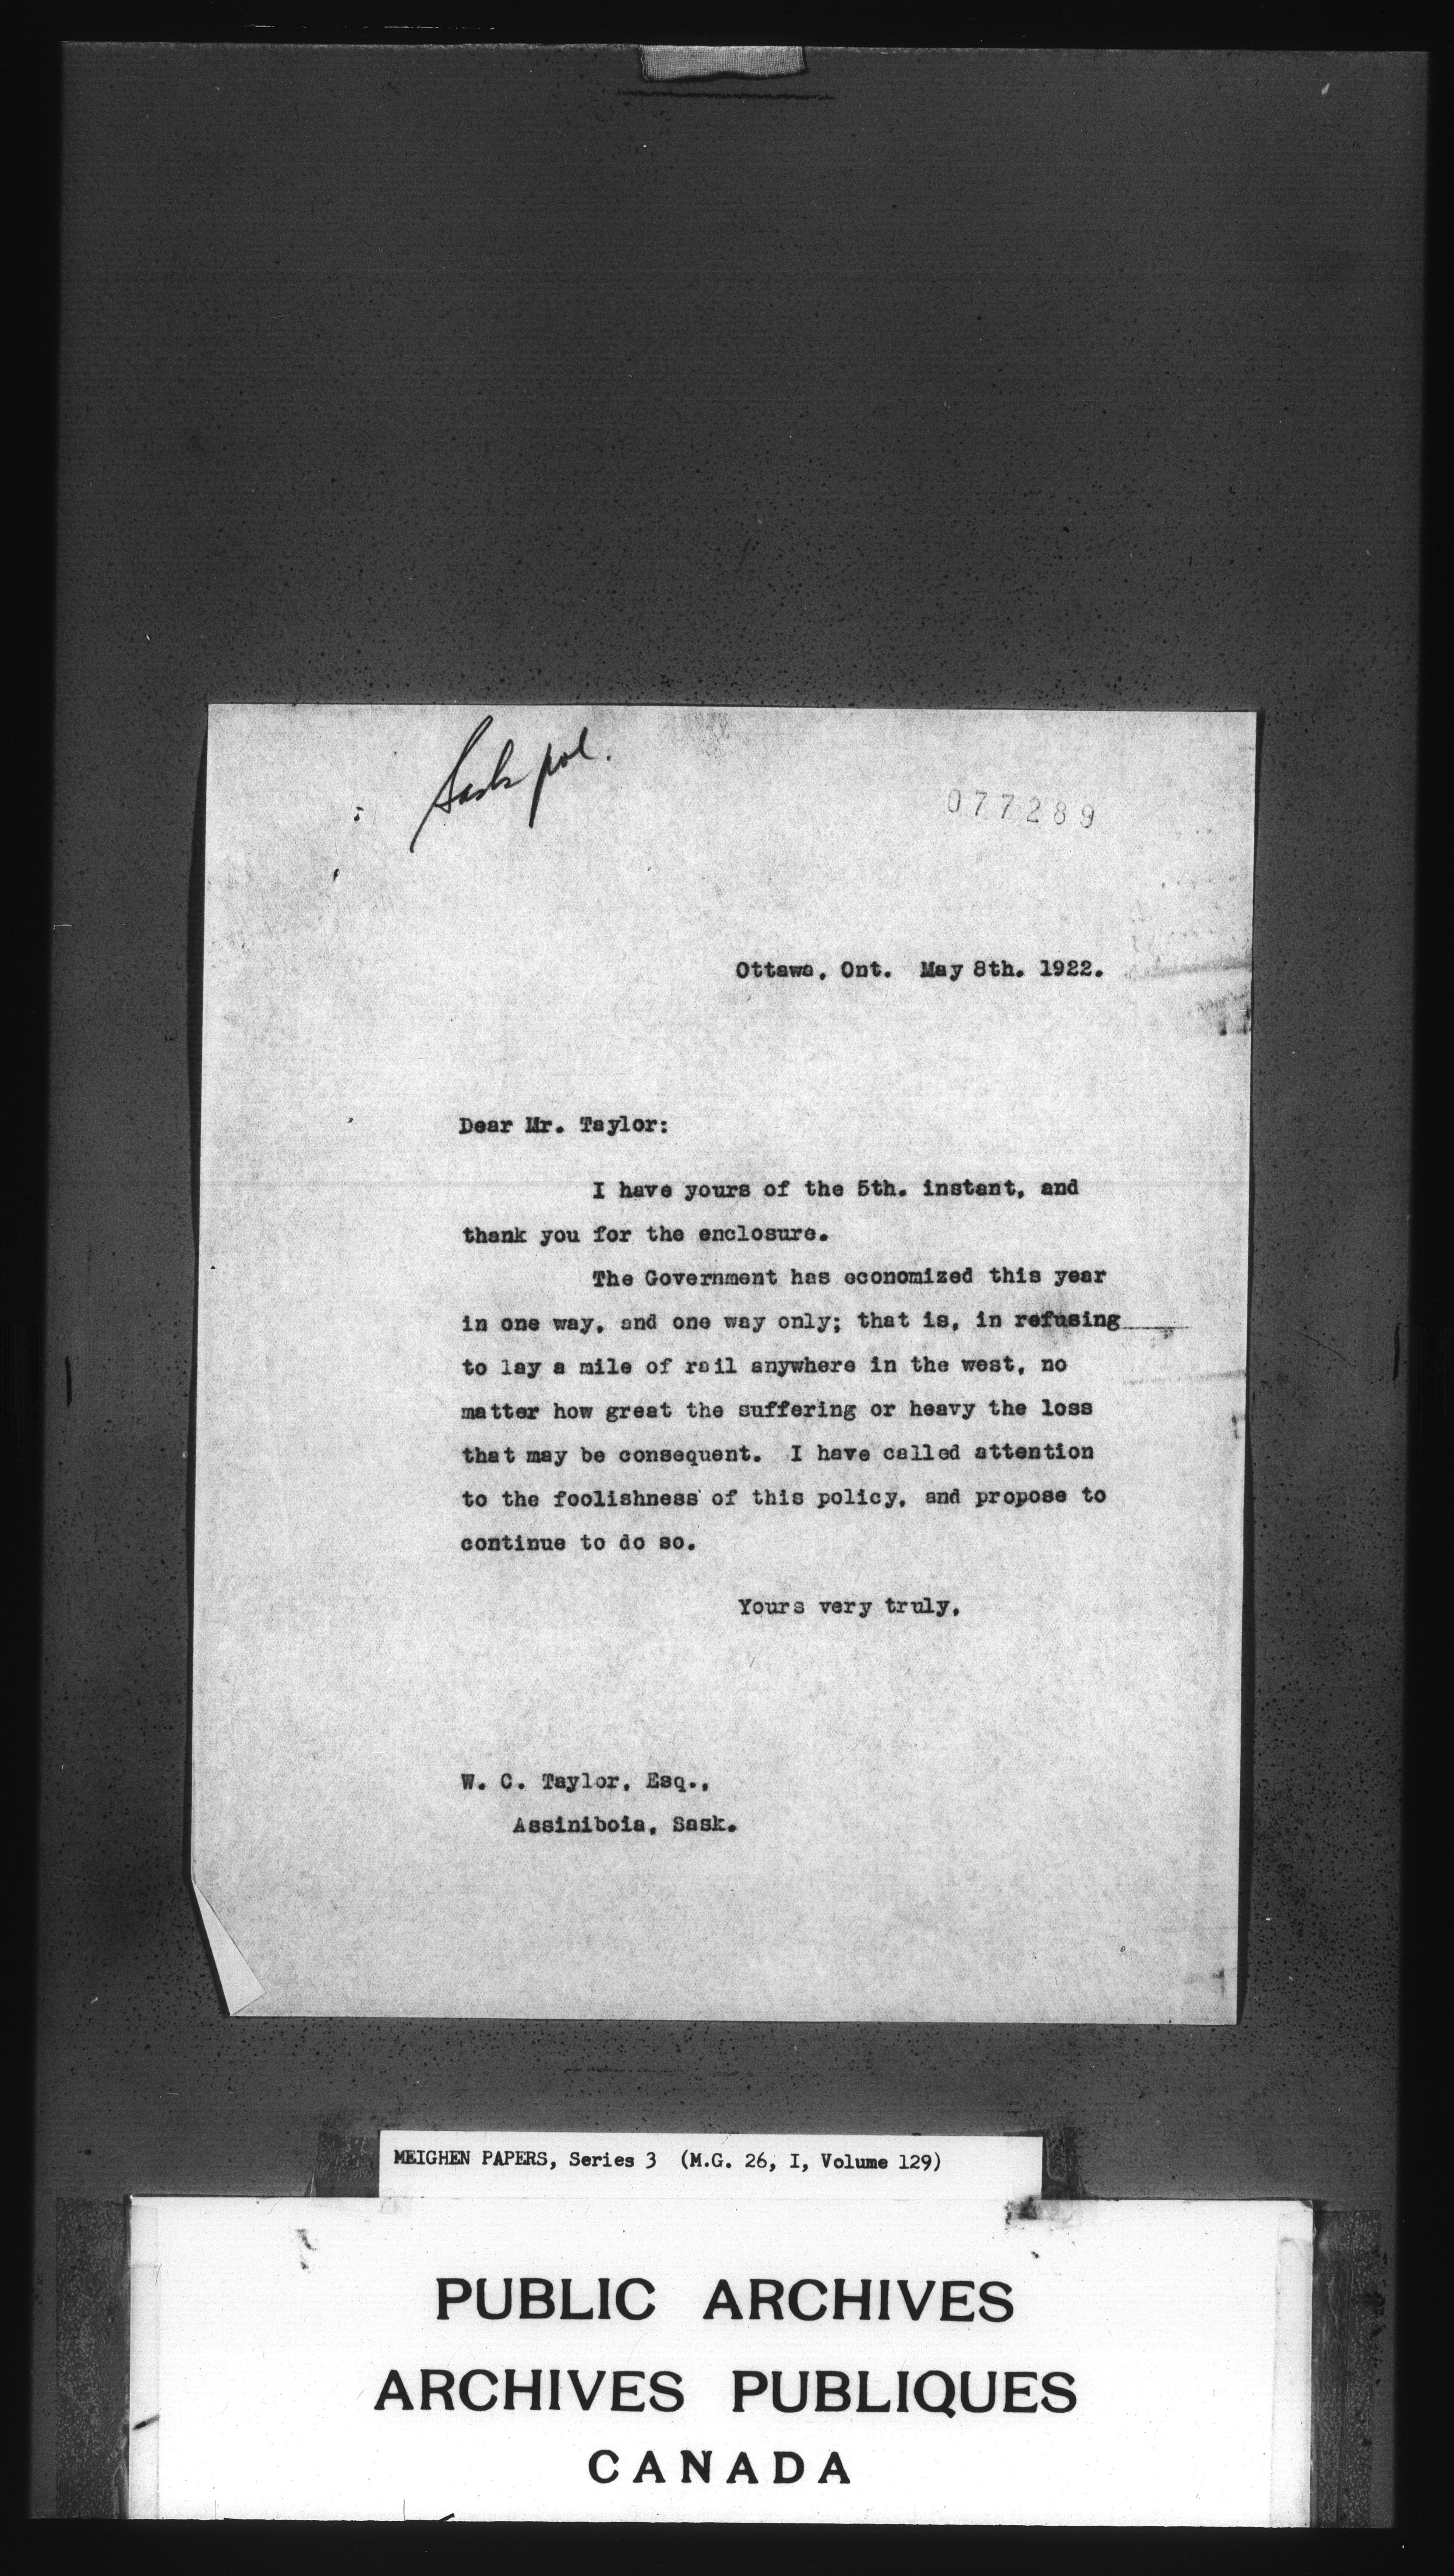 Sask pol.
077289
Ottawa, Ont. May 8th. 1922.
Dear Mr. Taylor:
I have yours of the 5th. instant, and
thank you for the enclosure.
The Government has economized this year
in one way, and one way only; that is, in refusing
to lay a mile of rail anywhere in the west, no
matter how great the suffering or heavy the loss
that may be consequent. I have called attention
to the foolishness of this policy, and propose to
continue to do so.
Yours very truly,
W. C. Taylor, Esq.,
Assiniboia, Sask.
MEIGHEN PAPERS, Series 3 (M.G. 26, I, Volume 129)
PUBLIC ARCHIVES
ARCHIVES PUBLIQUES
CANADA